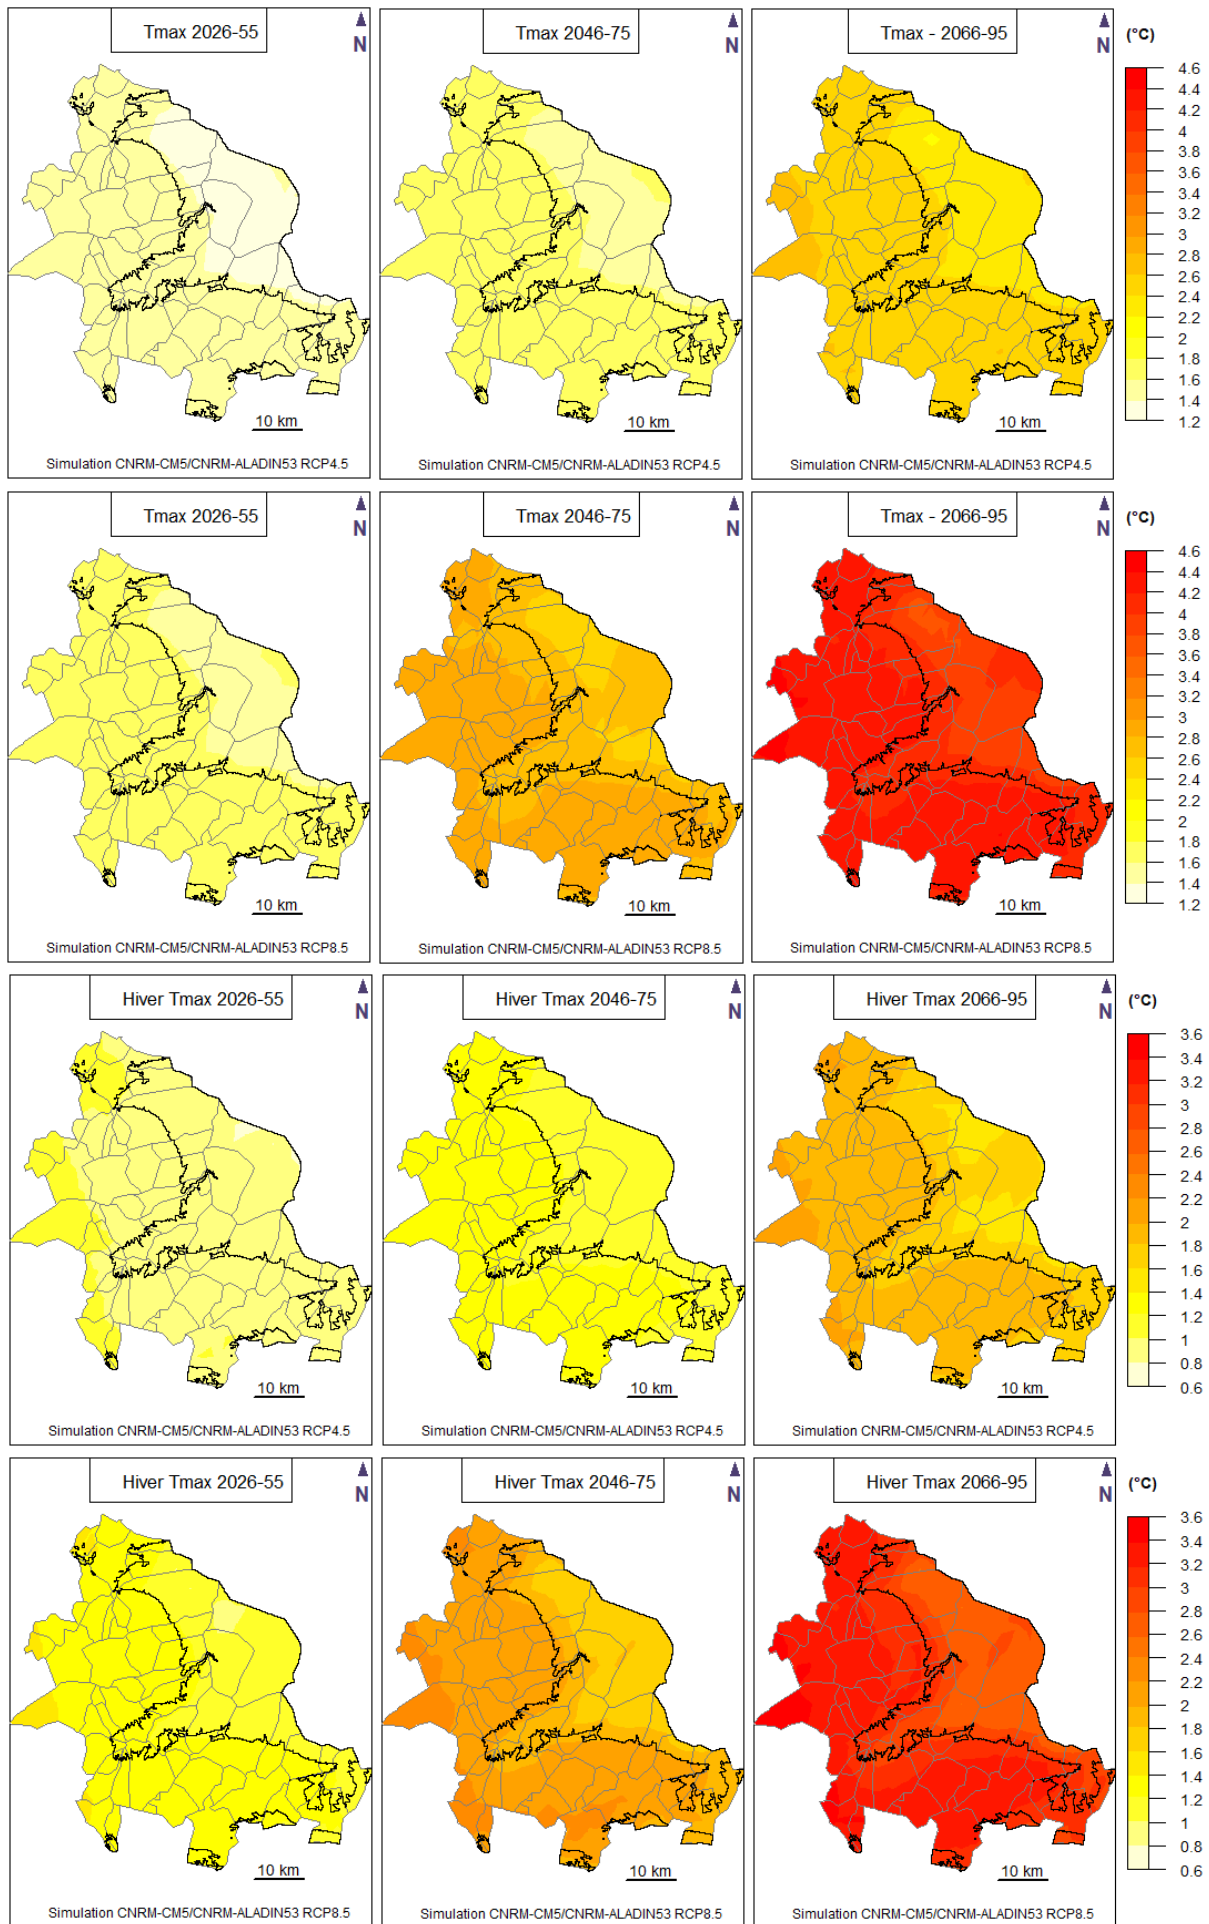 Tmax 2026-55
N
Tmax 2046-75
N
Tmax - 2066-95
N
(°C)
4.6
4.4
4.2
4
3.8
3.6
3.4
3.2
3
2.8
2.6
2.4
2.2
2
1.8
1.6
1.4
1.2
10 km
10 km
10 km
Simulation CNRM-CM5/CNRM-ALADIN53 RCP4.5
Simulation CNRM-CM5/CNRM-ALADIN53 RCP4.5
Simulation CNRM-CM5/CNRM-ALADIN53 RCP4.5
Tmax 2026-55
N
Tmax 2046-75
N
Tmax - 2066-95
N
(°C)
4.6
4.4
4.2
4
3.8
3.6
3.4
3.2
3
2.8
2.6
2.4
2.2
2
1.8
1.6
1.4
1.2
10 km
10 km
10 km
Simulation CNRM-CM5/CNRM-ALADIN53 RCP8.5
Simulation CNRM-CM5/CNRM-ALADIN53 RCP8.5
Simulation CNRM-CM5/CNRM-ALADIN53 RCP8.5
Hiver Tmax 2026-55
N
Hiver Tmax 2046-75
N
Hiver Tmax 2066-95
N
(°C)
3.6
3.4
3.2
3
2.8
2.6
2.4
2.2
2
1.8
1.6
1.4
1.2
1
0.8
0.6
10 km
10 km
10 km
Simulation CNRM-CM5/CNRM-ALADIN53 RCP4.5
Simulation CNRM-CM5/CNRM-ALADIN53 RCP4.5
Simulation CNRM-CM5/CNRM-ALADIN53 RCP4.5
Hiver Tmax 2026-55
N
Hiver Tmax 2046-75
N
Hiver Tmax 2066-95
N
(°C)
3.6
3.4
3.2
3
2.8
2.6
2.4
2.2
2
1.8
1.6
1.4
1.2
1
0.8
0.6
10 km
10 km
10 km
Simulation CNRM-CM5/CNRM-ALADIN53 RCP8.5
Simulation CNRM-CM5/CNRM-ALADIN53 RCP8.5
Simulation CNRM-CM5/CNRM-ALADIN53 RCP8.5